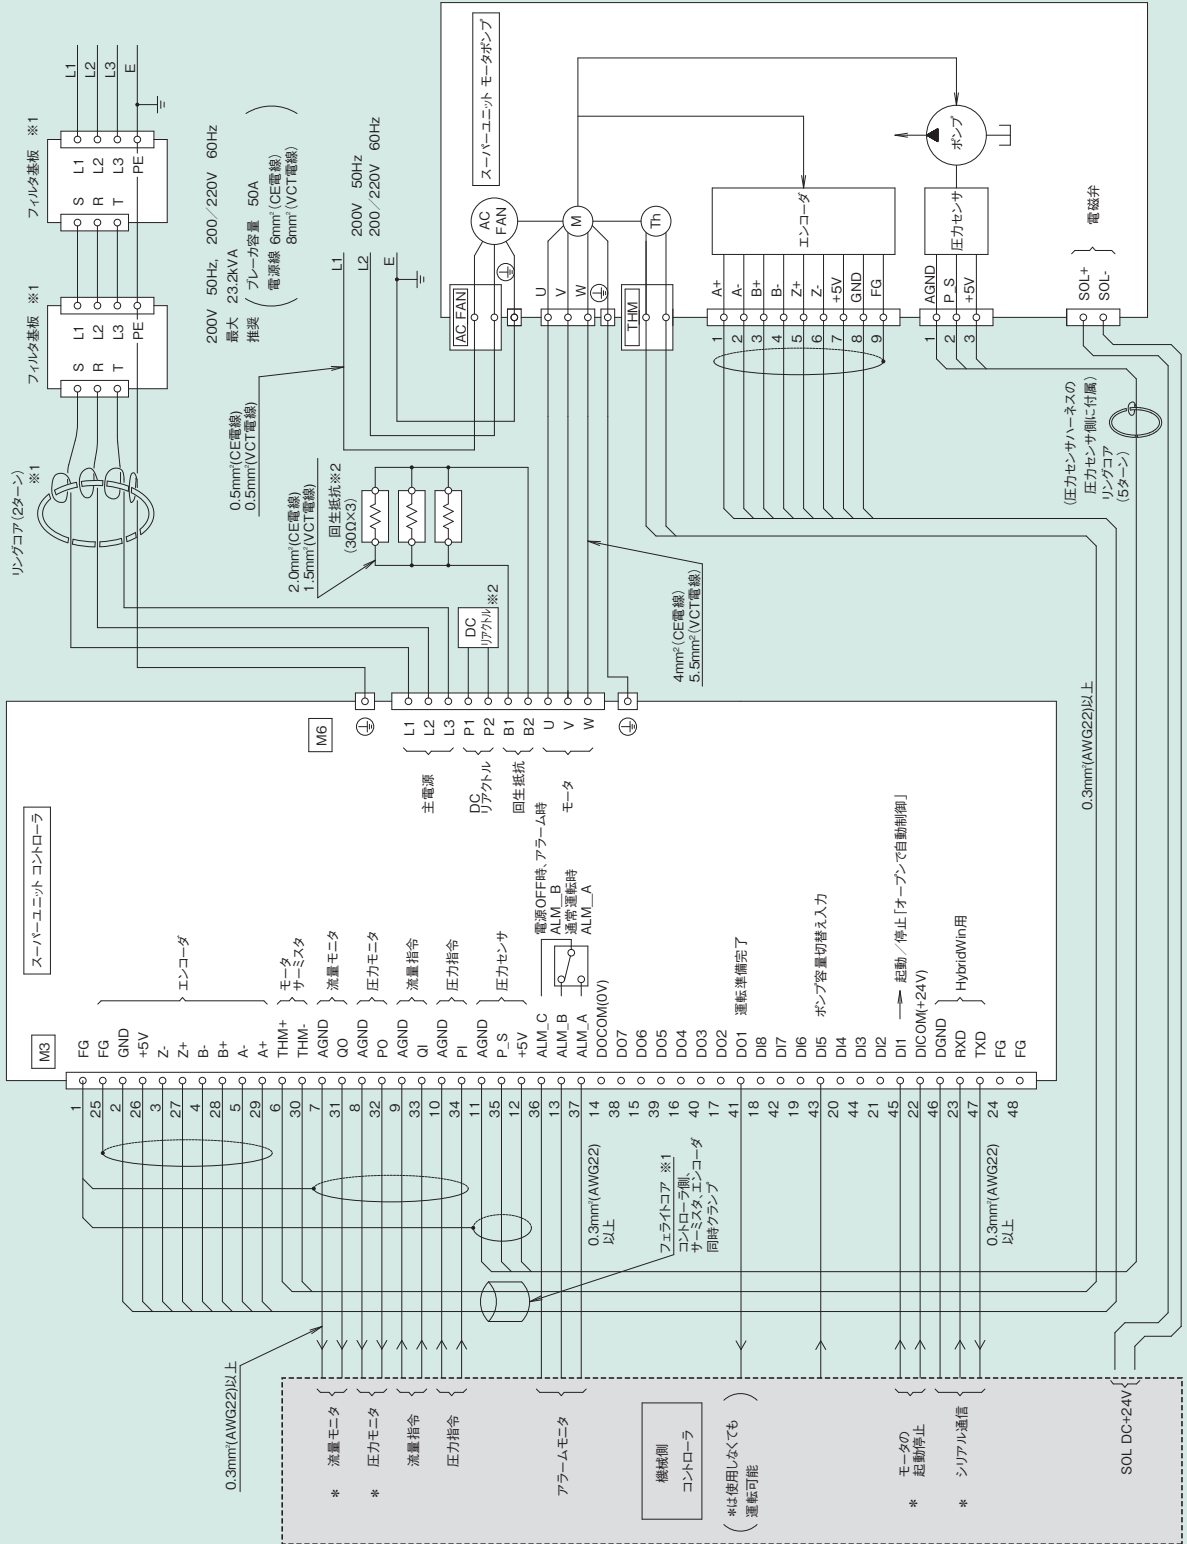 スーパーユニット コントローラ
M3
1 FG
25 FG
2 GND
26 +5V
3 Z-
27 Z+
4 B-
28 B+
5 A-
29 A+
エンコーダ
6 THM+
30 THM-
モータ
サーミスタ
7 AGND
31 QO
流量モニタ
8 AGND
32 PO
圧力モニタ
9 AGND
33 QI
流量指令
10 AGND
34 PI
圧力指令
11 AGND
35 P_S
12 +5V
圧力センサ
36 ALM_C
13 ALM_B
37 ALM_A
電源OFF時、アラーム時
ALM__B
通常運転時
ALM__A
14 DOCOM(0V)
38 DO7
15 DO6
39 DO5
16 DO4
40 DO3
17 DO2
41 DO1 運転準備完了
18 DI8
42 DI7
19 DI6
43 DI5 ポンプ容量切替え入力
20 DI4
44 DI3
21 DI2
45 DI1 起動／停止「オープンで自動制御」
22 DICOM(+24V)
46 DGND
23 RXD
47 TXD
HybridWin用
24 FG
48 FG
M6
L1
L2
L3
主電源
P1
P2
DC
リアクトル
B1
B2
回生抵抗
U
V
W
モータ
リングコア(2ターン)
※1
フィルタ基板 ※1
S L1
R L2
T L3
PE
フィルタ基板 ※1
S L1
R L2
T L3
PE
L1
L2
L3
E
200V 50Hz, 200／220V 60Hz
最大 23.2kVA
推奨 ブレーカ容量 50A
電源線 6mm²(CE電線)
8mm²(VCT電線)
0.5mm²(CE電線)
0.5mm²(VCT電線)
L1
L2
E
200V 50Hz
200／220V 60Hz
2.0mm²(CE電線)
1.5mm²(VCT電線)
回生抵抗※2
(30Ω×3)
DC
リアクトル
※2
4mm²(CE電線)
5.5mm²(VCT電線)
スーパーユニット モータポンプ
AC FAN
AC
FAN
U
V
W
M
THM
Th
1 A+
2 A-
3 B+
4 B-
5 Z+
6 Z-
7 +5V
8 GND
9 FG
エンコーダ
1 AGND
2 P S
3 +5V
圧力センサ
ポンプ
SOL+
SOL-
電磁弁
(圧力センサハーネスの
圧力センサ側に付属)
リングコア
(5ターン)
0.3mm²(AWG22)以上
0.3mm²(AWG22)
以上
フェライトコア ※1
コントローラ側、
サーミスタ、エンコーダ
同時クランプ
0.3mm²(AWG22)
以上
0.3mm²(AWG22)以上
* 流量モニタ
* 圧力モニタ
流量指令
圧力指令
アラームモニタ
機械側
コントローラ
(*は使用しなくても
運転可能)
* モータの
起動停止
* シリアル通信
SOL DC+24V